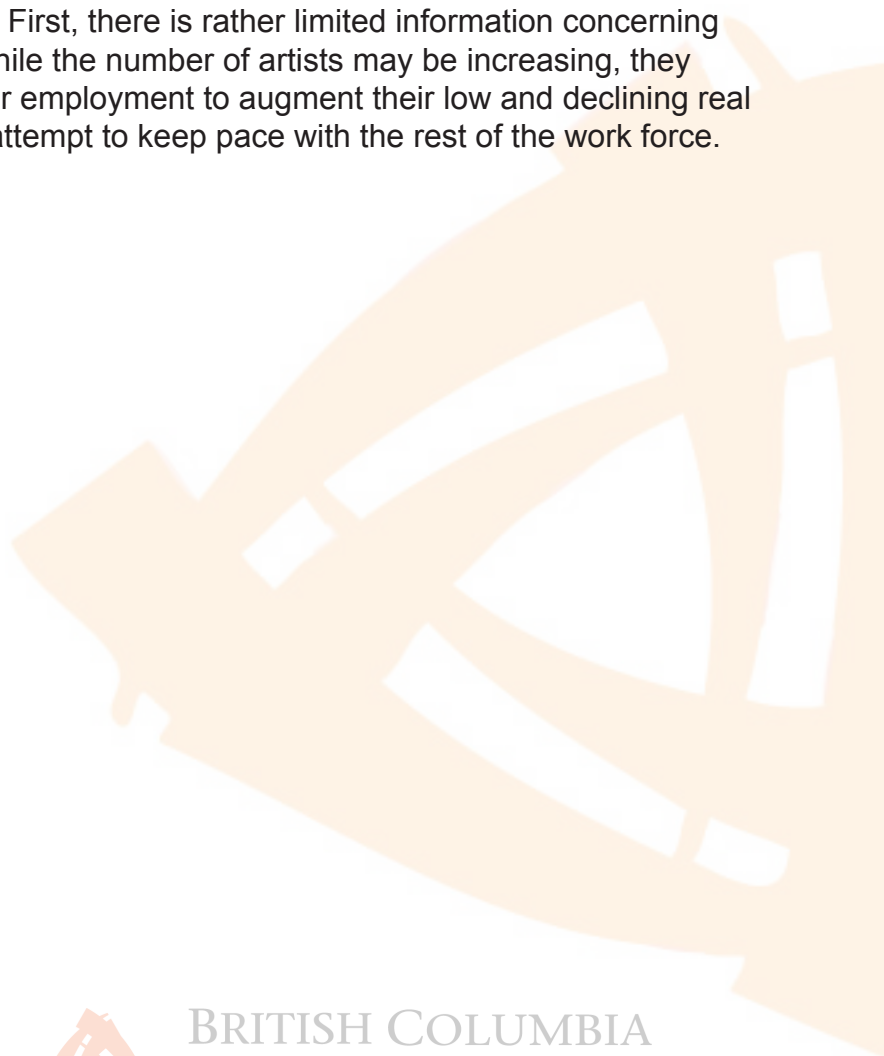 First, there is rather limited information concerning
hile the number of artists may be increasing, they
r employment to augment their low and declining real
attempt to keep pace with the rest of the work force.
BRITISH COLUMBIA